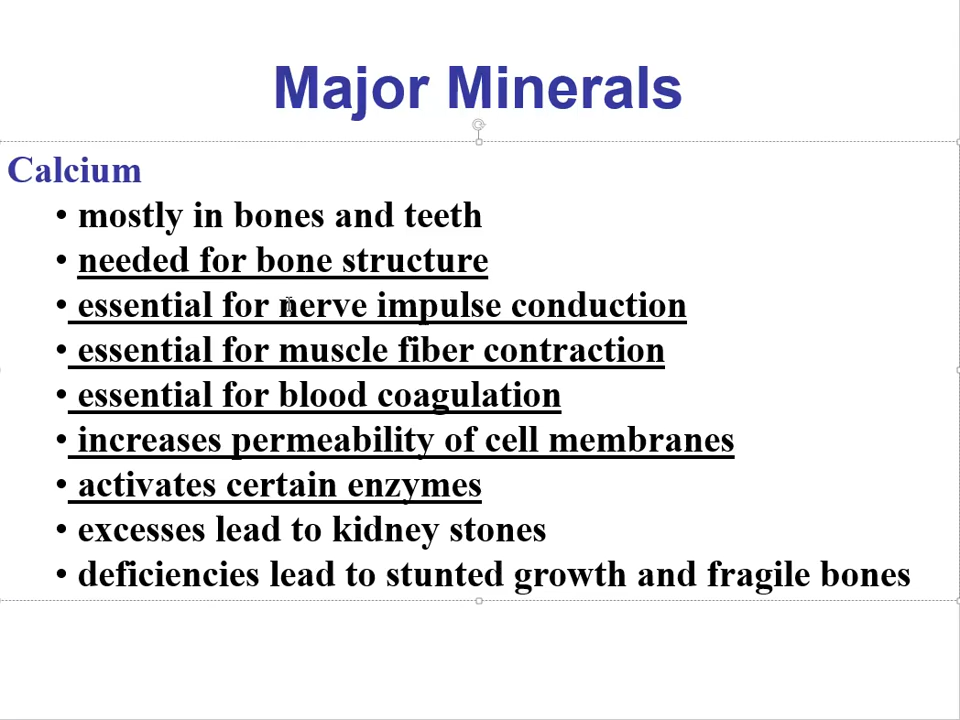 Major Minerals
Calcium
• mostly in bones and teeth
• needed for bone structure
• essential for nerve impulse conduction
• essential for muscle fiber contraction
• essential for blood coagulation
• increases permeability of cell membranes
• activates certain enzymes
• excesses lead to kidney stones
• deficiencies lead to stunted growth and fragile bones